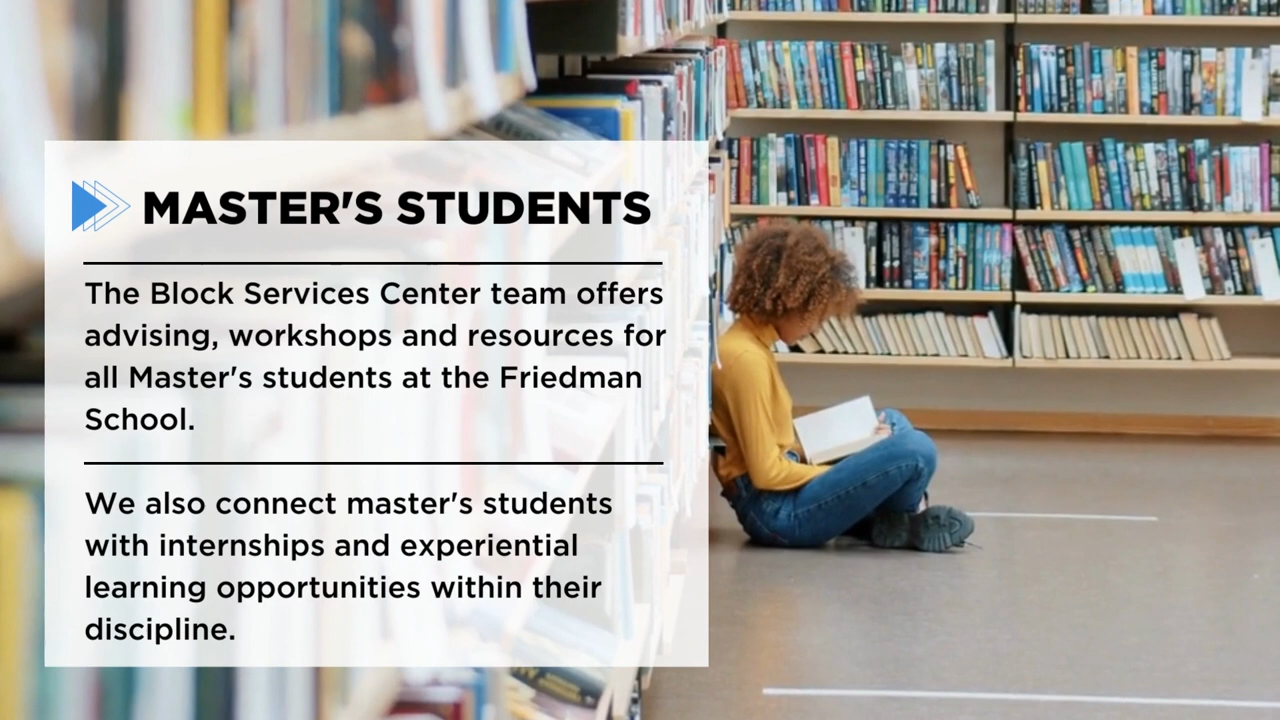 MASTER'S STUDENTS
The Block Services Center team offers
advising, workshops and resources for
all Master's students at the Friedman
School.
We also connect master's students
with internships and experiential
learning opportunities within their
discipline.